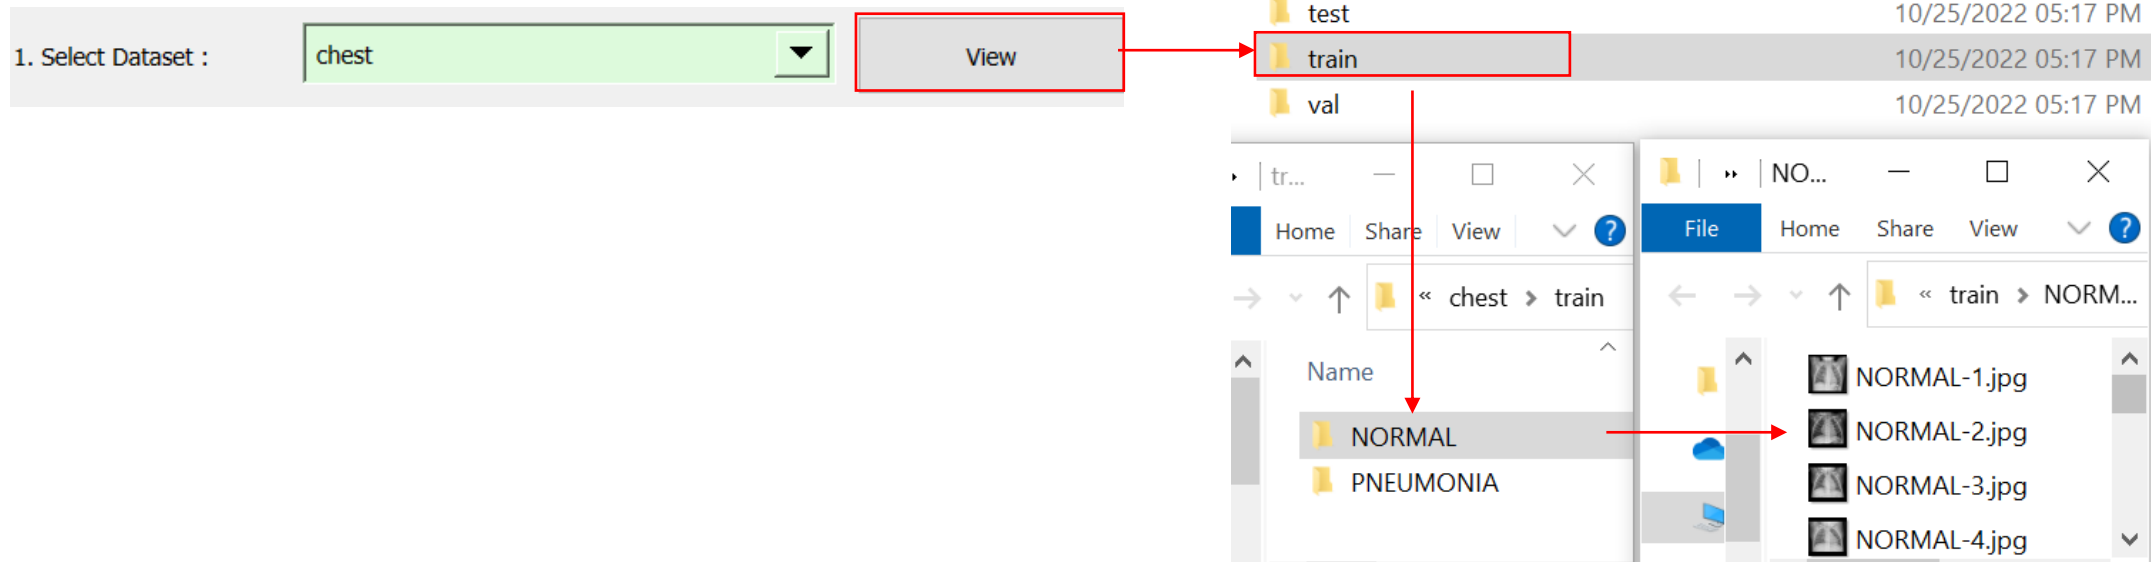 1. Select Dataset :
chest
View
test 10/25/2022 05:17 PM
train 10/25/2022 05:17 PM
val 10/25/2022 05:17 PM
tr...
Home Share View
« chest > train
Name
NORMAL
PNEUMONIA
NO...
File Home Share View
« train > NORM...
NORMAL-1.jpg
NORMAL-2.jpg
NORMAL-3.jpg
NORMAL-4.jpg